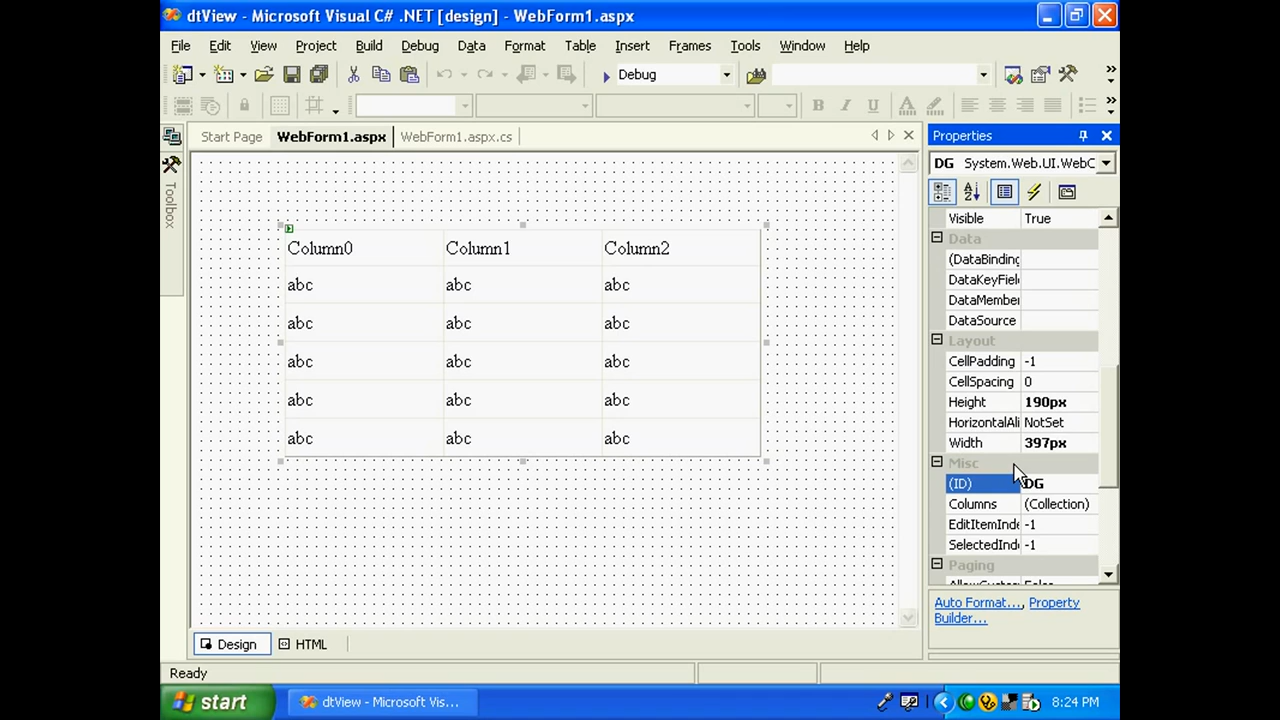 dtView - Microsoft Visual C# .NET [design] - WebForm1.aspx
File Edit View Project Build Debug Data Format Table Insert Frames Tools Window Help
Debug
B I U A
Start Page WebForm1.aspx WebForm1.aspx.cs
Properties
Toolbox
DG System.Web.UI.WebC
Visible True
Data
(DataBinding
DataKeyField
DataMember
DataSource
Layout
CellPadding -1
CellSpacing 0
Height 190px
HorizontalAli NotSet
Width 397px
Misc
(ID) DG
Columns (Collection)
EditItemInde -1
SelectedInd -1
Paging
Auto Format..., Property
Builder...
Column0 Column1 Column2
abc abc abc
abc abc abc
abc abc abc
abc abc abc
abc abc abc
Design HTML
Ready
start dtView - Microsoft Vis... 8:24 PM